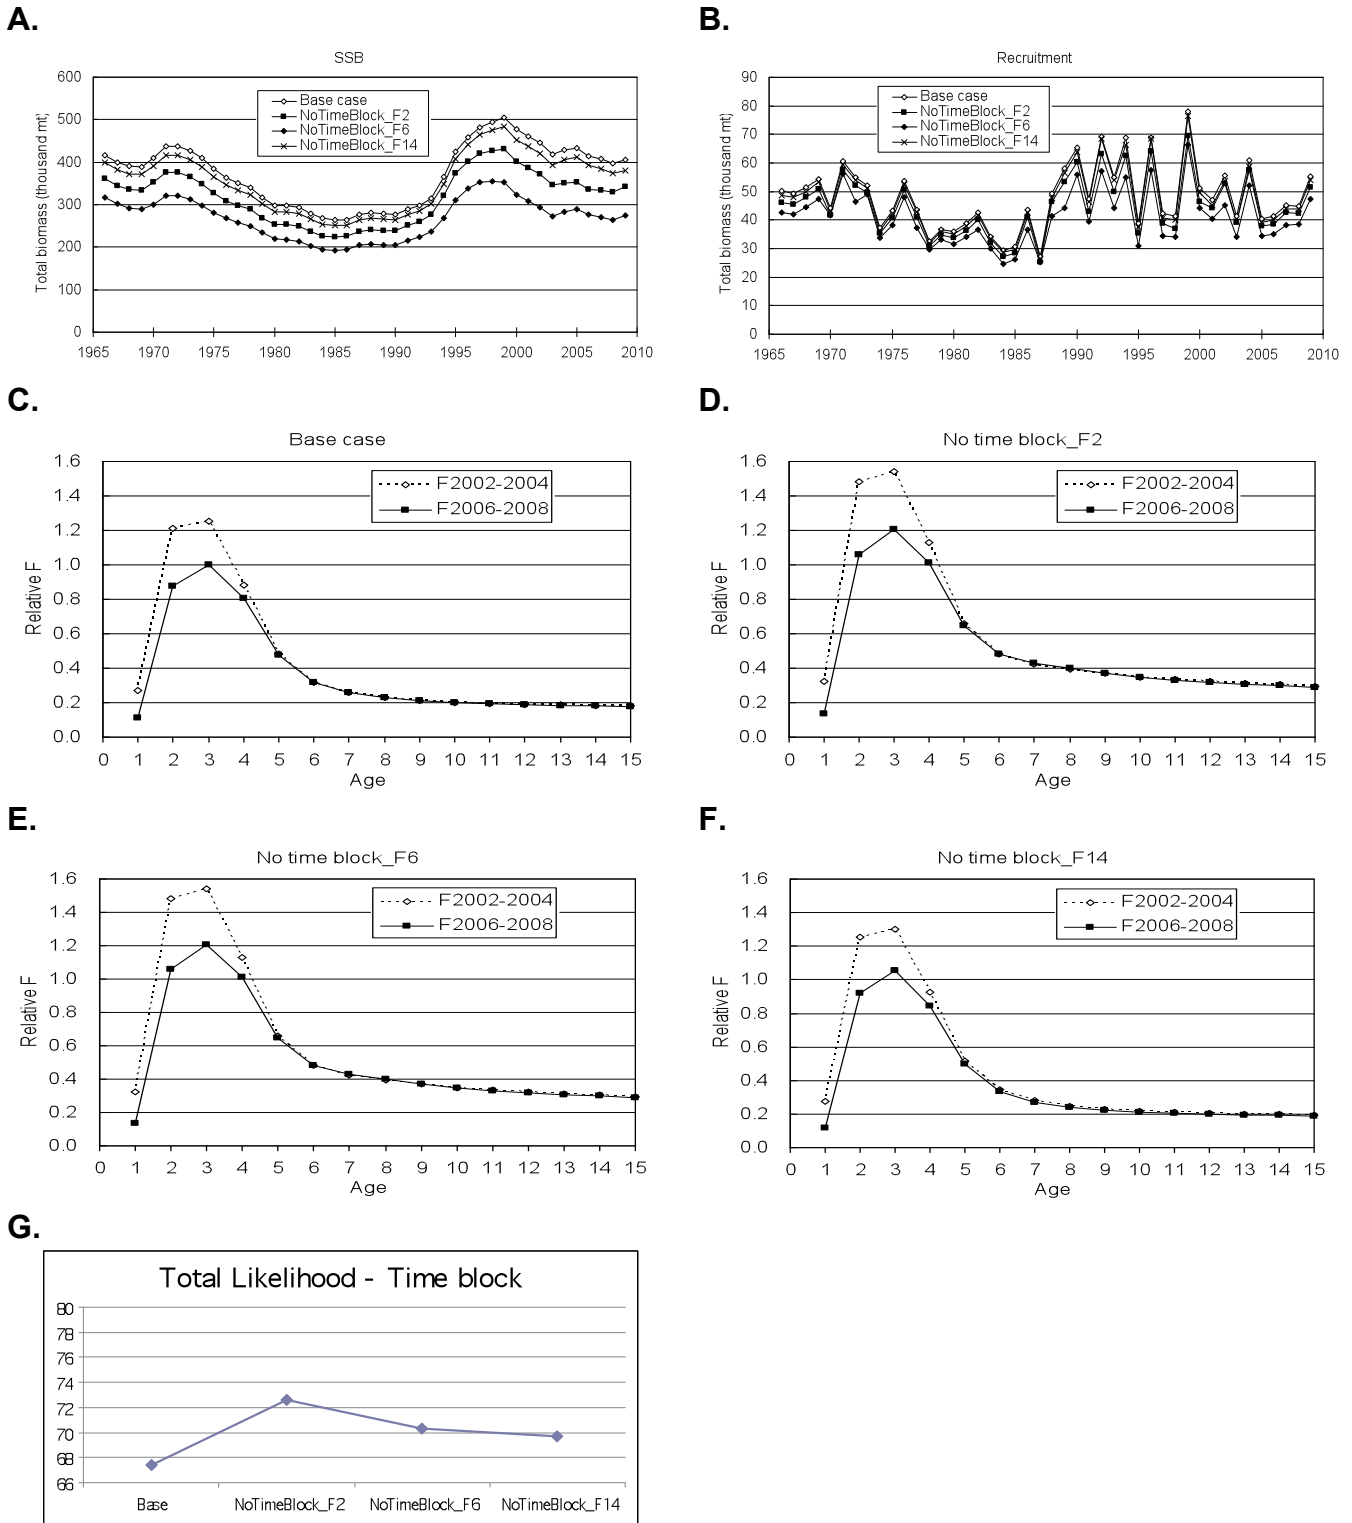 A.
SSB
Total biomass (thousand mt)
600
500
400
300
200
100
0
1965 1970 1975 1980 1985 1990 1995 2000 2005 2010
Base case
NoTimeBlock_F2
NoTimeBlock_F6
NoTimeBlock_F14
B.
Recruitment
Total biomass (thousand mt)
90
80
70
60
50
40
30
20
10
0
1965 1970 1975 1980 1985 1990 1995 2000 2005 2010
Base case
NoTimeBlock_F2
NoTimeBlock_F6
NoTimeBlock_F14
C.
Base case
Relative F
1.6
1.4
1.2
1.0
0.8
0.6
0.4
0.2
0.0
0 1 2 3 4 5 6 7 8 9 10 11 12 13 14 15
Age
F2002-2004
F2006-2008
D.
No time block_F2
Relative F
1.6
1.4
1.2
1.0
0.8
0.6
0.4
0.2
0.0
0 1 2 3 4 5 6 7 8 9 10 11 12 13 14 15
Age
F2002-2004
F2006-2008
E.
No time block_F6
Relative F
1.6
1.4
1.2
1.0
0.8
0.6
0.4
0.2
0.0
0 1 2 3 4 5 6 7 8 9 10 11 12 13 14 15
Age
F2002-2004
F2006-2008
F.
No time block_F14
Relative F
1.6
1.4
1.2
1.0
0.8
0.6
0.4
0.2
0.0
0 1 2 3 4 5 6 7 8 9 10 11 12 13 14 15
Age
F2002-2004
F2006-2008
G.
Total Likelihood - Time block
80
78
76
74
72
70
68
66
Base NoTimeBlock_F2 NoTimeBlock_F6 NoTimeBlock_F14